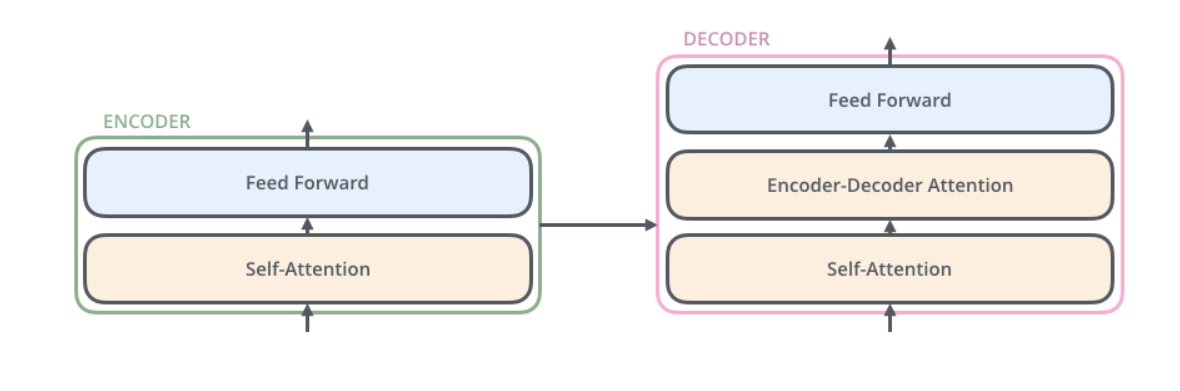 ENCODER
Feed Forward
Self-Attention
DECODER
Feed Forward
Encoder-Decoder Attention
Self-Attention